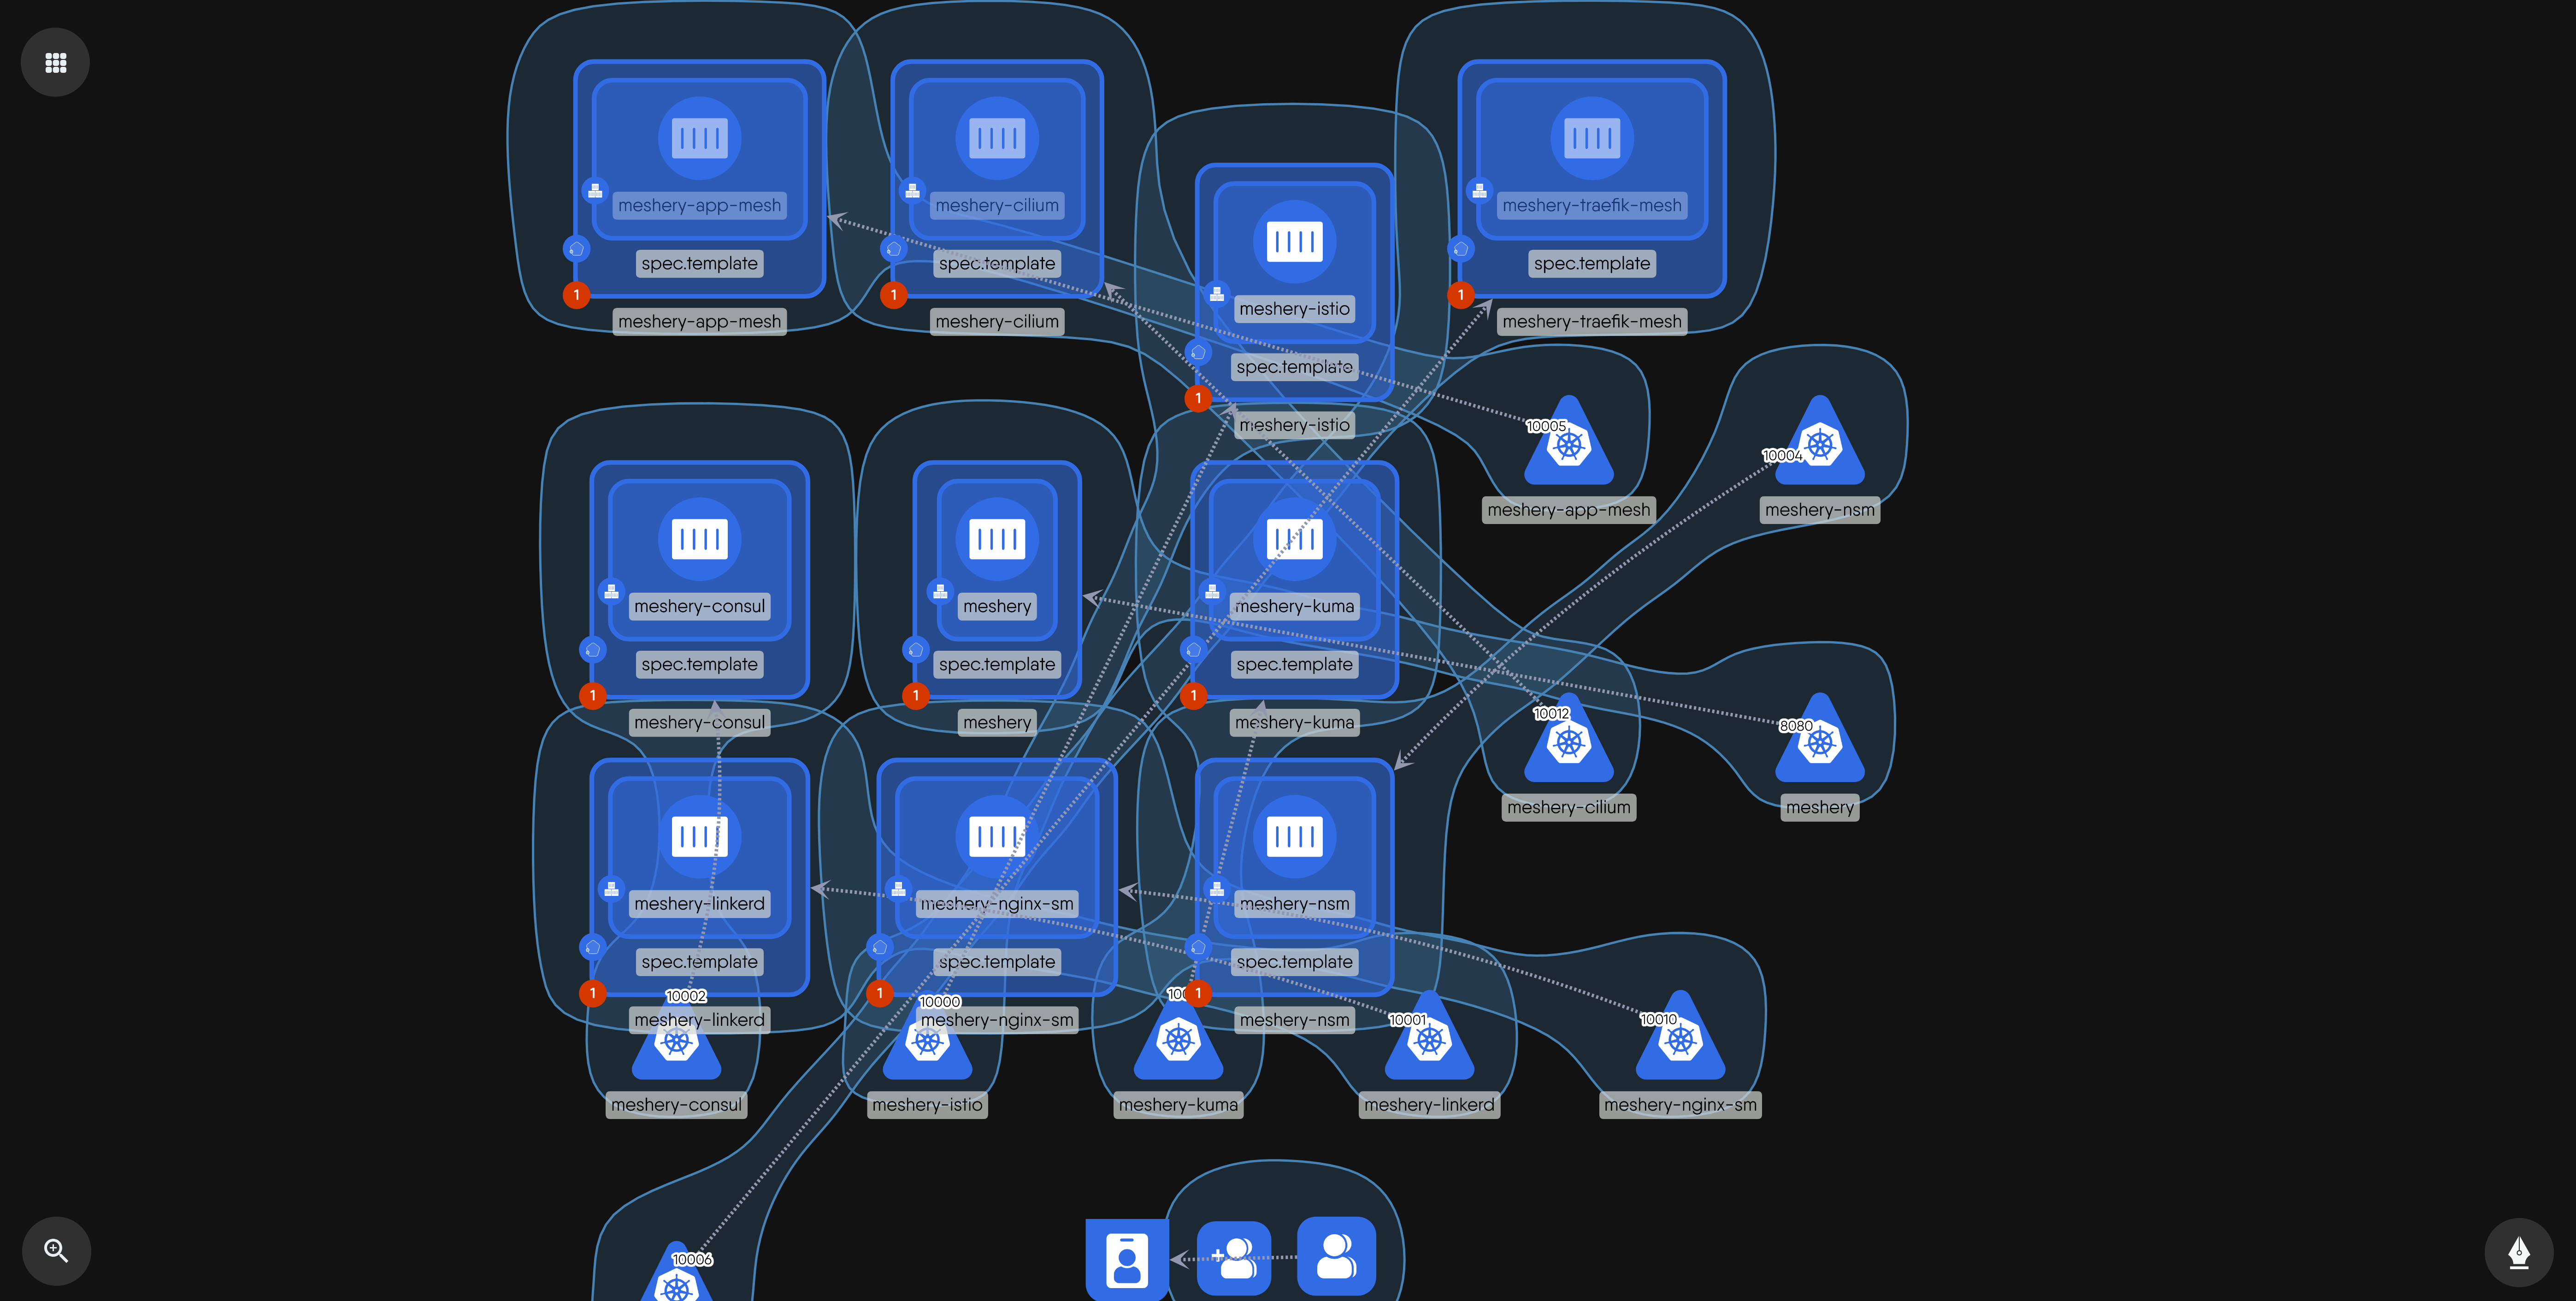 meshery-app-mesh
meshery-cilium
meshery-traefik-mesh
spec.template
spec.template
spec.template
1
1
1
meshery-app-mesh
meshery-cilium
meshery-traefik-mesh
meshery-istio
spec.template
1
meshery-istio
10005
meshery-app-mesh
10004
meshery-nsm
meshery-consul
meshery
meshery-kuma
spec.template
spec.template
spec.template
1
1
1
meshery-consul
meshery
meshery-kuma
10012
meshery-cilium
8080
meshery
meshery-linkerd
meshery-nginx-sm
meshery-nsm
spec.template
spec.template
spec.template
1
1
1
meshery-linkerd
meshery-nginx-sm
meshery-nsm
10002
10000
10001
10010
meshery-consul
meshery-istio
meshery-kuma
meshery-linkerd
meshery-nginx-sm
10006